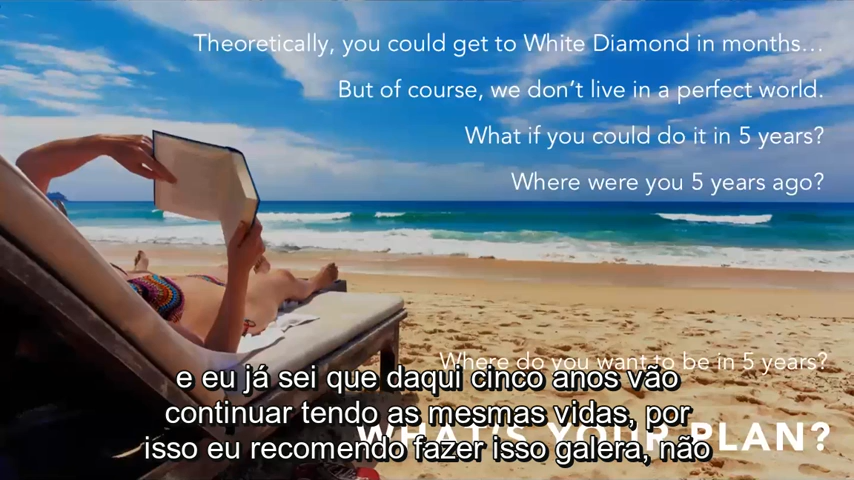 Theoretically, you could get to White Diamond in months...
But of course, we don't live in a perfect world.
What if you could do it in 5 years?
Where were you 5 years ago?
Where do you want to be in 5 years?
e eu já sei que daqui cinco anos vão
continuar tendo as mesmas vidas, por
isso eu recomendo fazer isso galera, não
WHAT'S YOUR PLAN?